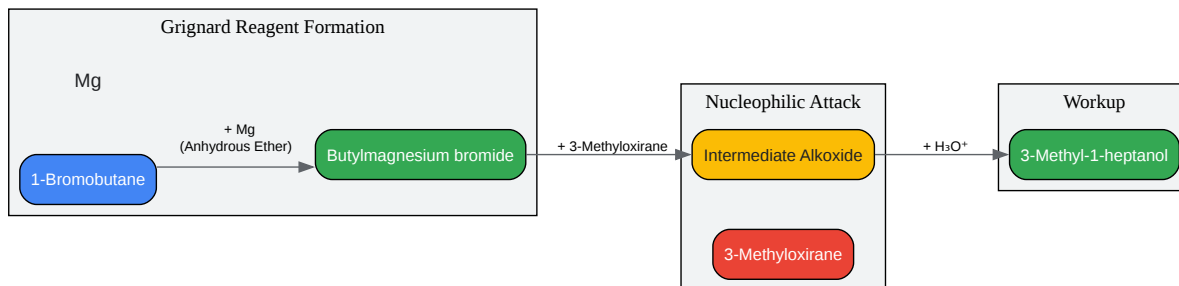 Grignard Reagent Formation
Mg
+ Mg
(Anhydrous Ether)
1-Bromobutane
Butylmagnesium bromide
+ 3-Methyloxirane
Nucleophilic Attack
Intermediate Alkoxide
3-Methyloxirane
+ H₃O⁺
Workup
3-Methyl-1-heptanol